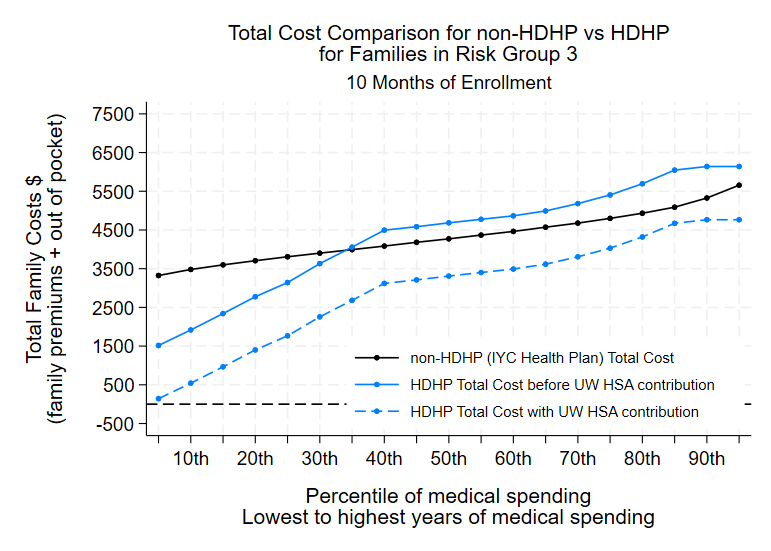 Total Cost Comparison for non-HDHP vs HDHP
for Families in Risk Group 3
10 Months of Enrollment
Total Family Costs $
(family premiums + out of pocket)
7500
6500
5500
4500
3500
2500
1500
500
-500
non-HDHP (IYC Health Plan) Total Cost
HDHP Total Cost before UW HSA contribution
HDHP Total Cost with UW HSA contribution
10th 20th 30th 40th 50th 60th 70th 80th 90th
Percentile of medical spending
Lowest to highest years of medical spending